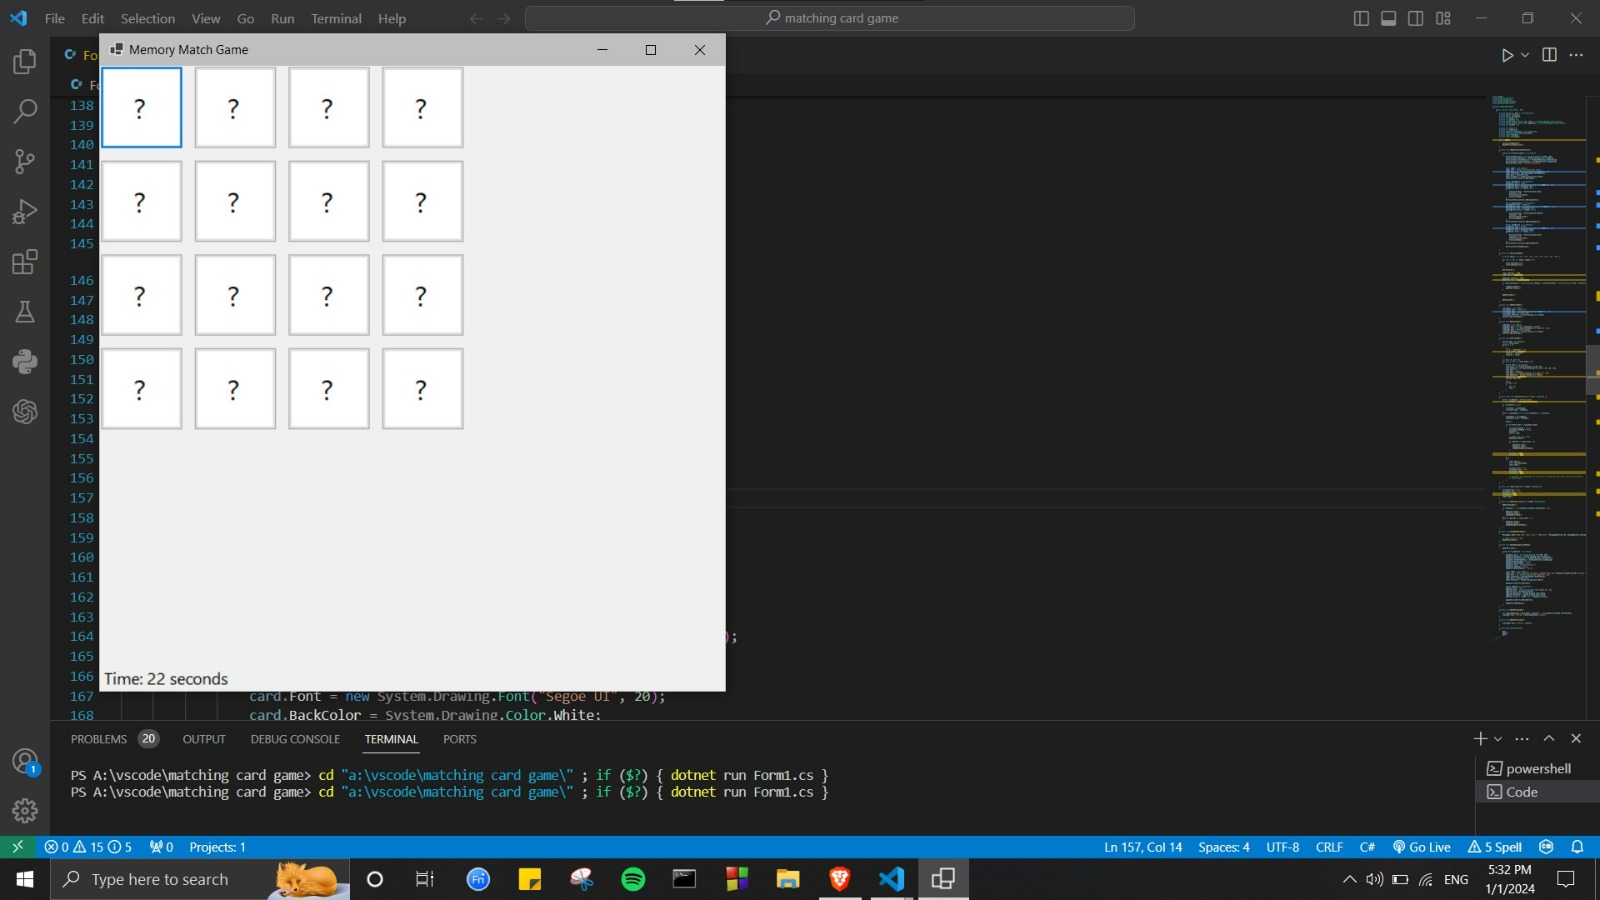 File Edit Selection View Go Run Terminal Help
matching card game
Memory Match Game
Fo
Fo
? ? ? ?
? ? ? ?
? ? ? ?
? ? ? ?
Time: 22 seconds
138
139
140
141
142
143
144
145
146
147
148
149
150
151
152
153
154
155
156
157
158
159
160
161
162
163
164 );
165
166
167 card.Font = new System.Drawing.Font("Segoe UI", 20);
168 card.BackColor = System.Drawing.Color.White;
PROBLEMS 20 OUTPUT DEBUG CONSOLE TERMINAL PORTS
PS A:\vscode\matching card game> cd "a:\vscode\matching card game\" ; if ($?) { dotnet run Form1.cs }
PS A:\vscode\matching card game> cd "a:\vscode\matching card game\" ; if ($?) { dotnet run Form1.cs }
powershell
Code
1
0 15 5 0 Projects: 1 Ln 157, Col 14 Spaces: 4 UTF-8 CRLF C# Go Live 5 Spell
Type here to search
Fn
ENG
5:32 PM
1/1/2024